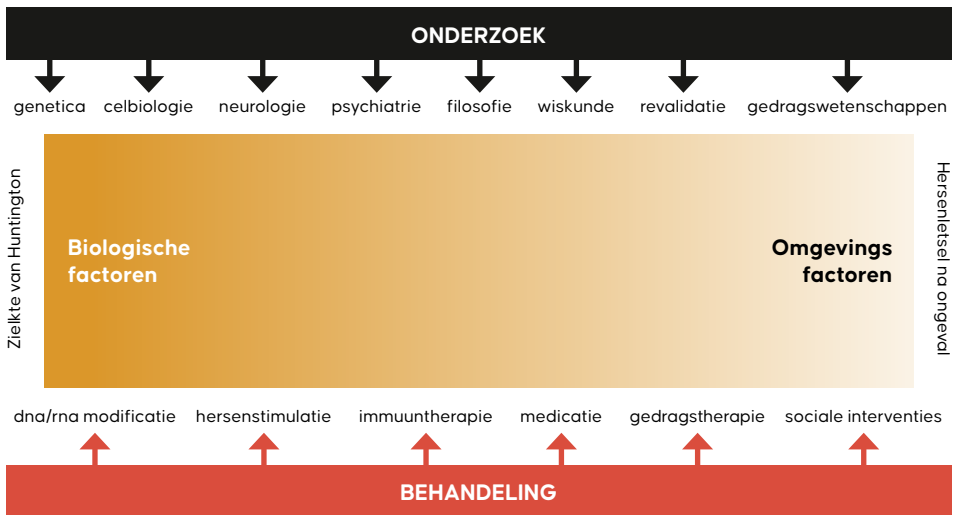 ONDERZOEK
genetica celbiologie neurologie psychiatrie filosofie wiskunde revalidatie gedragswetenschappen
Zielkte van Huntington
Biologische
factoren
Omgevings
factoren
Hersenletsel na ongeval
dna/rna modificatie hersenstimulatie immuuntherapie medicatie gedragstherapie sociale interventies
BEHANDELING